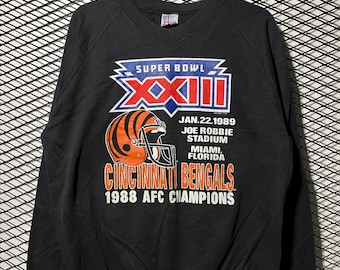 SUPER BOWL
XXIII
JAN.22.1989
JOE ROBBIE
STADIUM
MIAMI,
FLORIDA
CINCINNATI BENGALS
1988 AFC CHAMPIONS